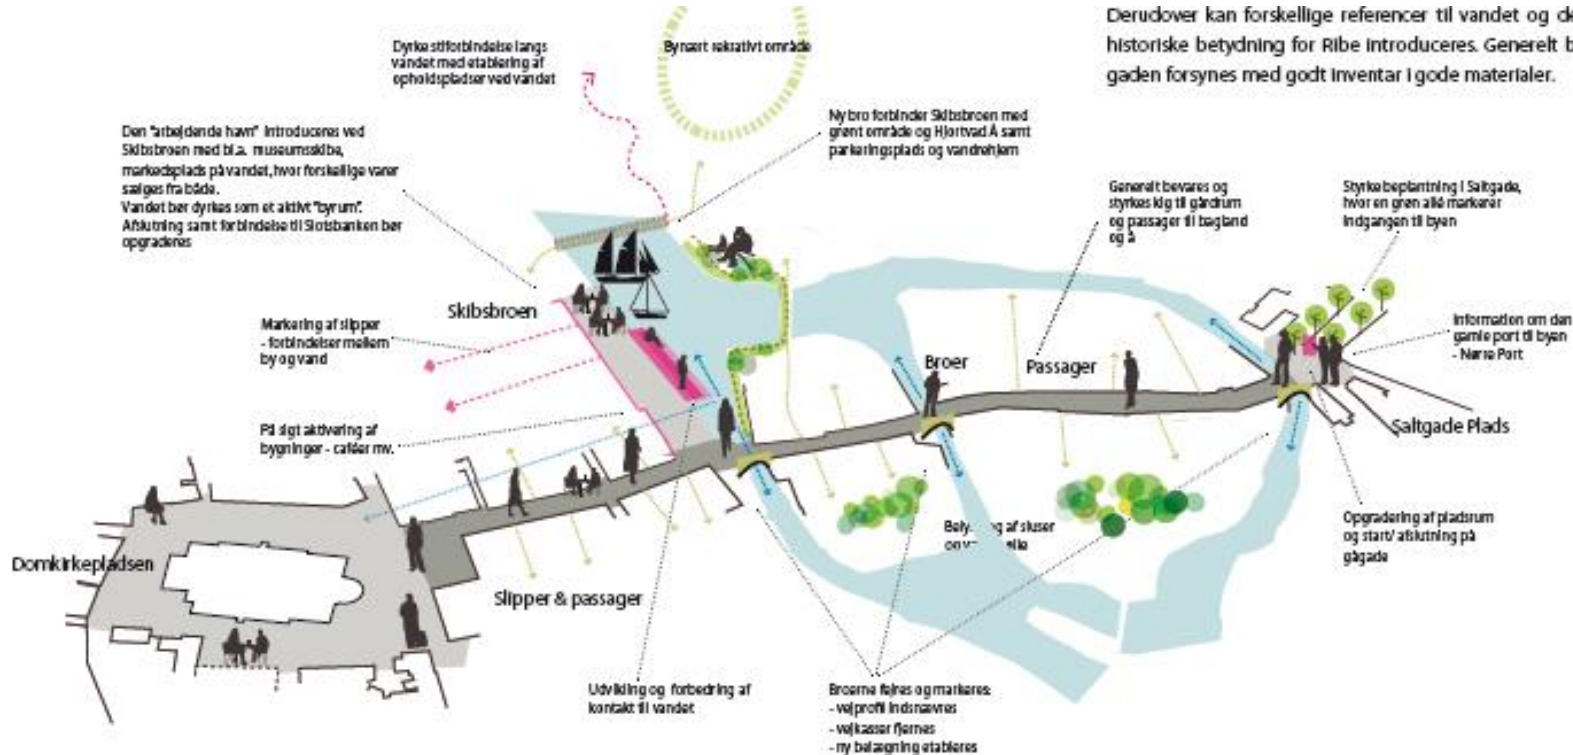 Derudover kan forskellige referencer til vandet og de
historiske betydning for Ribe introduceres. Generelt b
gaden forsynes med godt inventar i gode materialer.
Dyrke stiforbindelse langs
vandet med etablering af
opholdspladser ved vandet
Bynært rekrativt område
Ny bro forbinder Skibsbroen med
grønt område og Hjortvad Å samt
parkeringsplads og vandrehjem
Den "arbejdende havn" introduceres ved
Skibsbroen med bl.a. museumsskibe,
markedsplads på vandet, hvor forskellige varer
sælges fra både.
Vandet bør dyrkes som et aktivt "byrum".
Afslutning samt forbindelse til Slotsbanken bør
opgraderes
Generelt bevares og
styrkes kig til gårdrum
og passager til bagland
og å
Styrke beplantning i Saltgade,
hvor en grøn allé markerer
indgangen til byen
Skibsbroen
Markering af slipper
- forbindelser mellem
by og vand
Information om den
gamle port til byen
- Nørre Port
Broer
Passager
På sigt aktivering af
bygninger - caféer mv.
Saltgade Plads
Domkirkepladsen
Slipper & passager
af sluser
Opgradering af pladsrum
og start/ afslutning på
gågade
Udvikling og forbedring af
kontakt til vandet
Broerne fejres og markeres:
- vejprofil indsnævres
- vejkasser fjernes
- ny belægning etableres